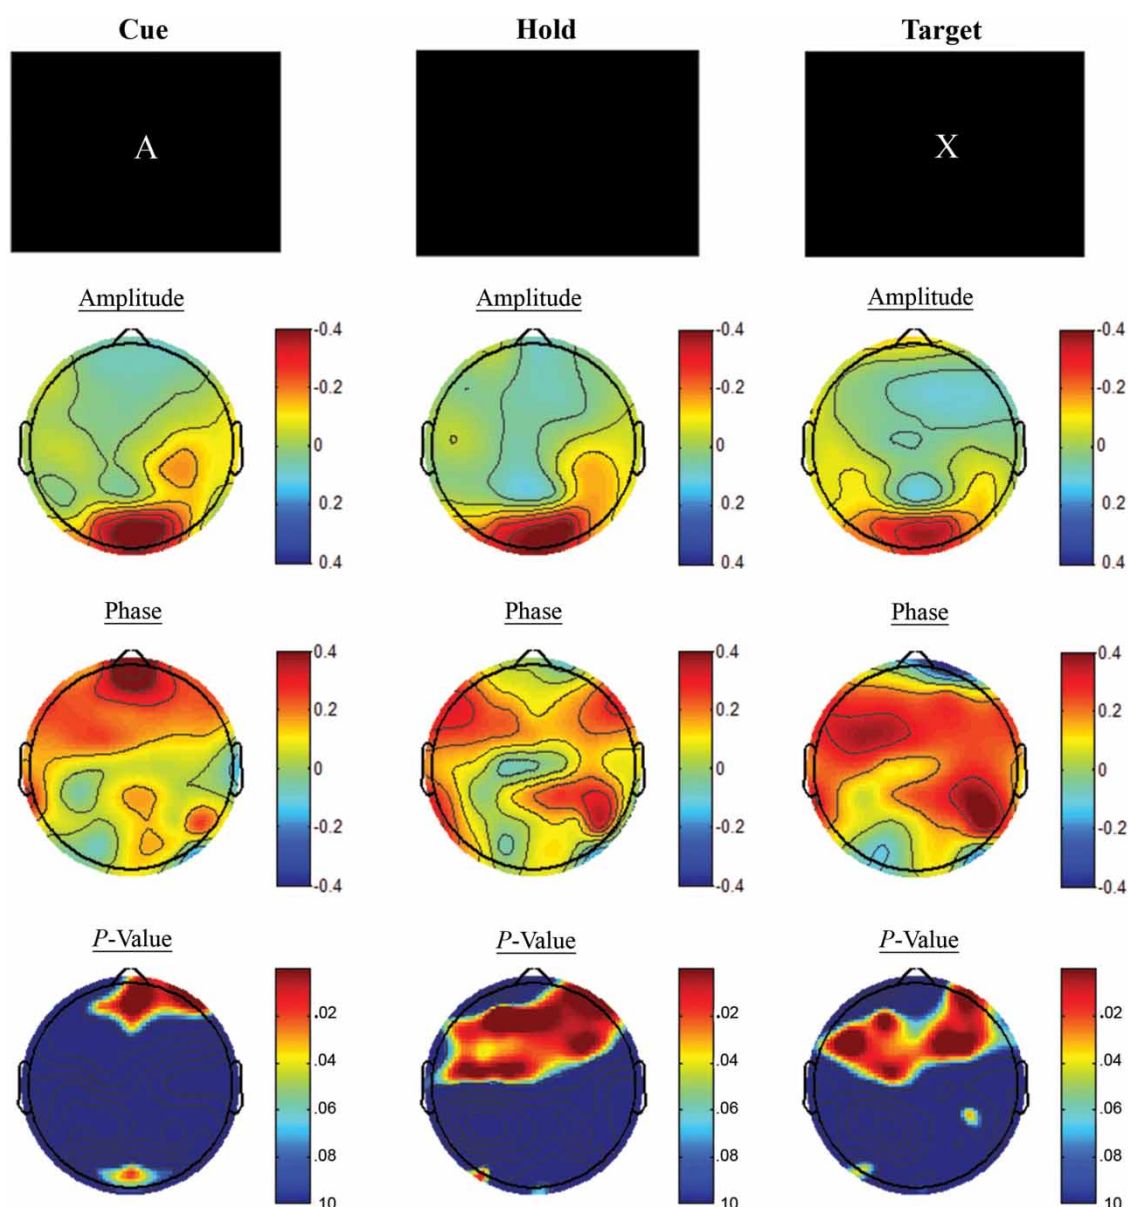 Cue Hold Target
A X
Amplitude Amplitude Amplitude
-0.4 -0.4 -0.4
-0.2 -0.2 -0.2
0 0 0
0.2 0.2 0.2
0.4 0.4 0.4
Phase Phase Phase
0.4 0.4 0.4
0.2 0.2 0.2
0 0 0
-0.2 -0.2 -0.2
-0.4 -0.4 -0.4
P-Value P-Value P-Value
.02 .02 .02
.04 .04 .04
.06 .06 .06
.08 .08 .08
.10 .10 .10